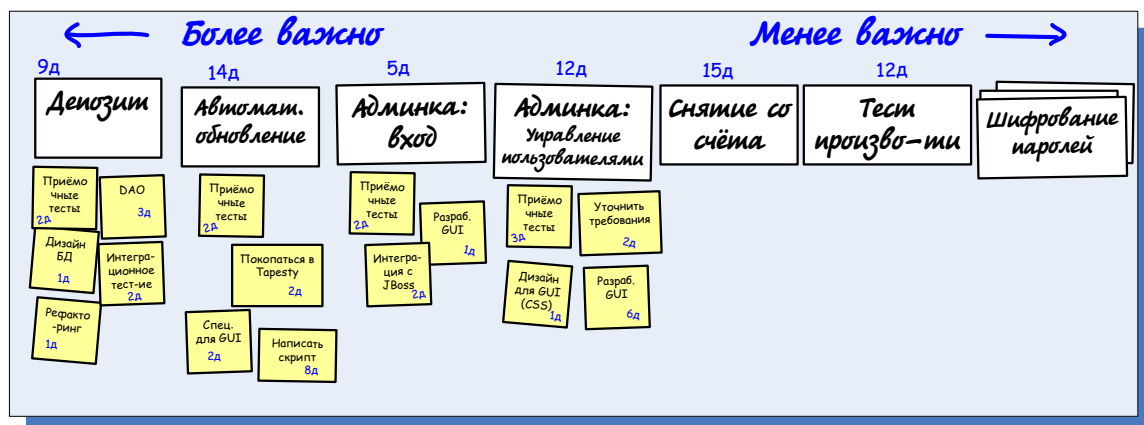 Более важно
Менее важно
9д
Депозит
Приёмо
чные
тесты
2д
DAO
3д
Дизайн
БД
1д
Интегра-
ционное
тест-ие
2д
Рефакто
-ринг
1д
14д
Автомат.
обновление
Приёмо
чные
тесты
2д
Покопаться в
Tapesty
2д
Спец.
для GUI
2д
Написать
скрипт
8д
5д
Админка:
вход
Приёмо
чные
тесты
2д
Разраб.
GUI
1д
Интегра-
ция с
JBoss
2д
12д
Админка:
Управление
пользователями
Приёмо
чные
тесты
3д
Уточнить
требования
2д
Дизайн
для GUI
(CSS)
1д
Разраб.
GUI
6д
15д
Снятие со
счёта
12д
Тест
произво-ти
Шифрование
паролей